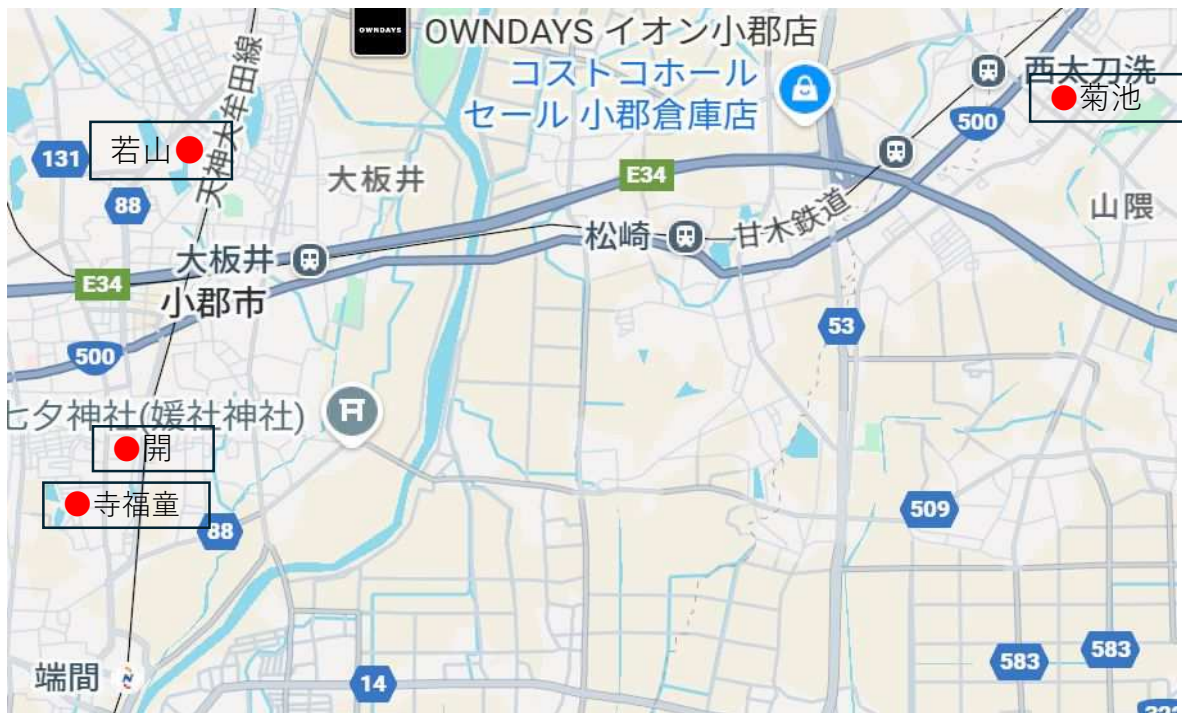 OWNDAYS
OWNDAYS イオン小郡店
コストコホール
セール 小郡倉庫店
西太刀洗
●菊池
500
天神大牟田線
131
若山●
88
大板井
E34
甘木鉄道
山隈
松崎
大板井
E34
小郡市
500
53
七夕神社(媛社神社)
●開
●寺福童
88
509
端間
14
583
583
322